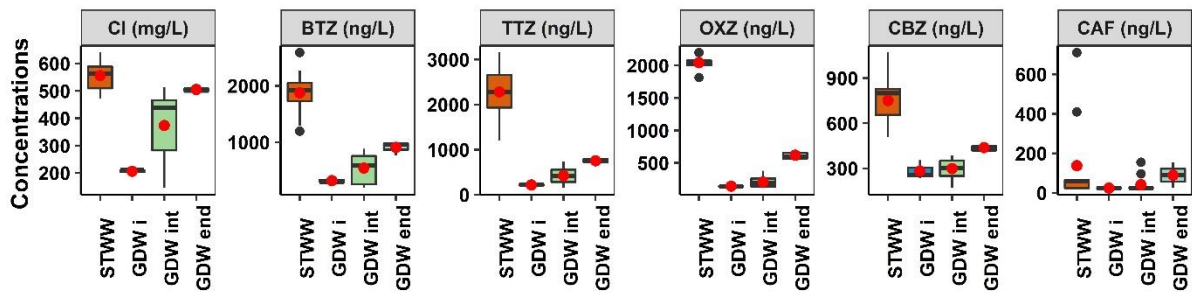 Cl (mg/L)
BTZ (ng/L)
TTZ (ng/L)
OXZ (ng/L)
CBZ (ng/L)
CAF (ng/L)
Concentrations
600
500
400
300
200
2000
1000
3000
2000
1000
0
2000
1500
1000
500
900
600
300
600
400
200
0
STWW
GDW i
GDW int
GDW end
STWW
GDW i
GDW int
GDW end
STWW
GDW i
GDW int
GDW end
STWW
GDW i
GDW int
GDW end
STWW
GDW i
GDW int
GDW end
STWW
GDW i
GDW int
GDW end